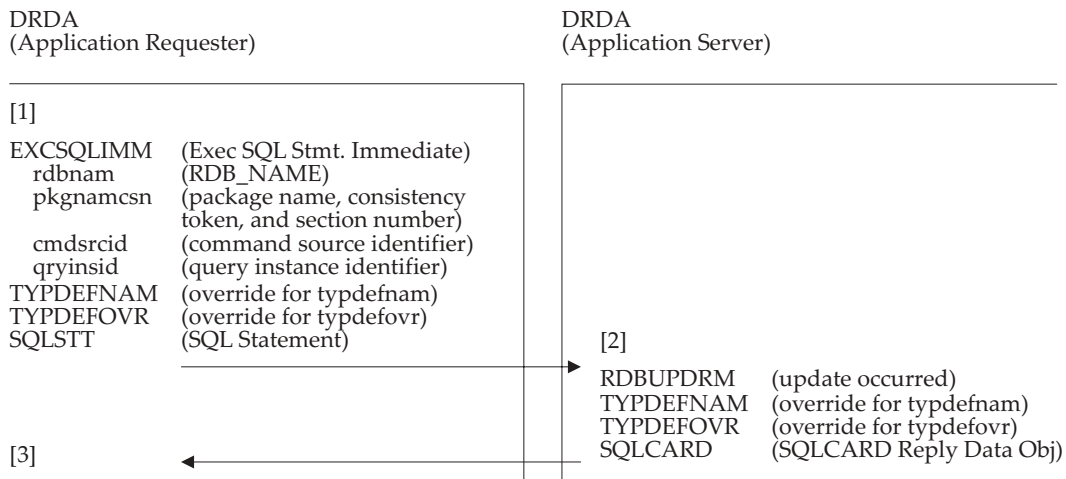 DRDA
(Application Requester)
DRDA
(Application Server)
[1]
EXCSQLIMM (Exec SQL Stmt. Immediate)
rdbnam (RDB_NAME)
pkgnamcsn (package name, consistency
token, and section number)
cmdsrcid (command source identifier)
qryinsid (query instance identifier)
TYPDEFNAM (override for typdefnam)
TYPDEFOVR (override for typdefovr)
SQLSTT (SQL Statement)
[2]
RDBUPDRM (update occurred)
TYPDEFNAM (override for typdefnam)
TYPDEFOVR (override for typdefovr)
SQLCARD (SQLCARD Reply Data Obj)
[3]